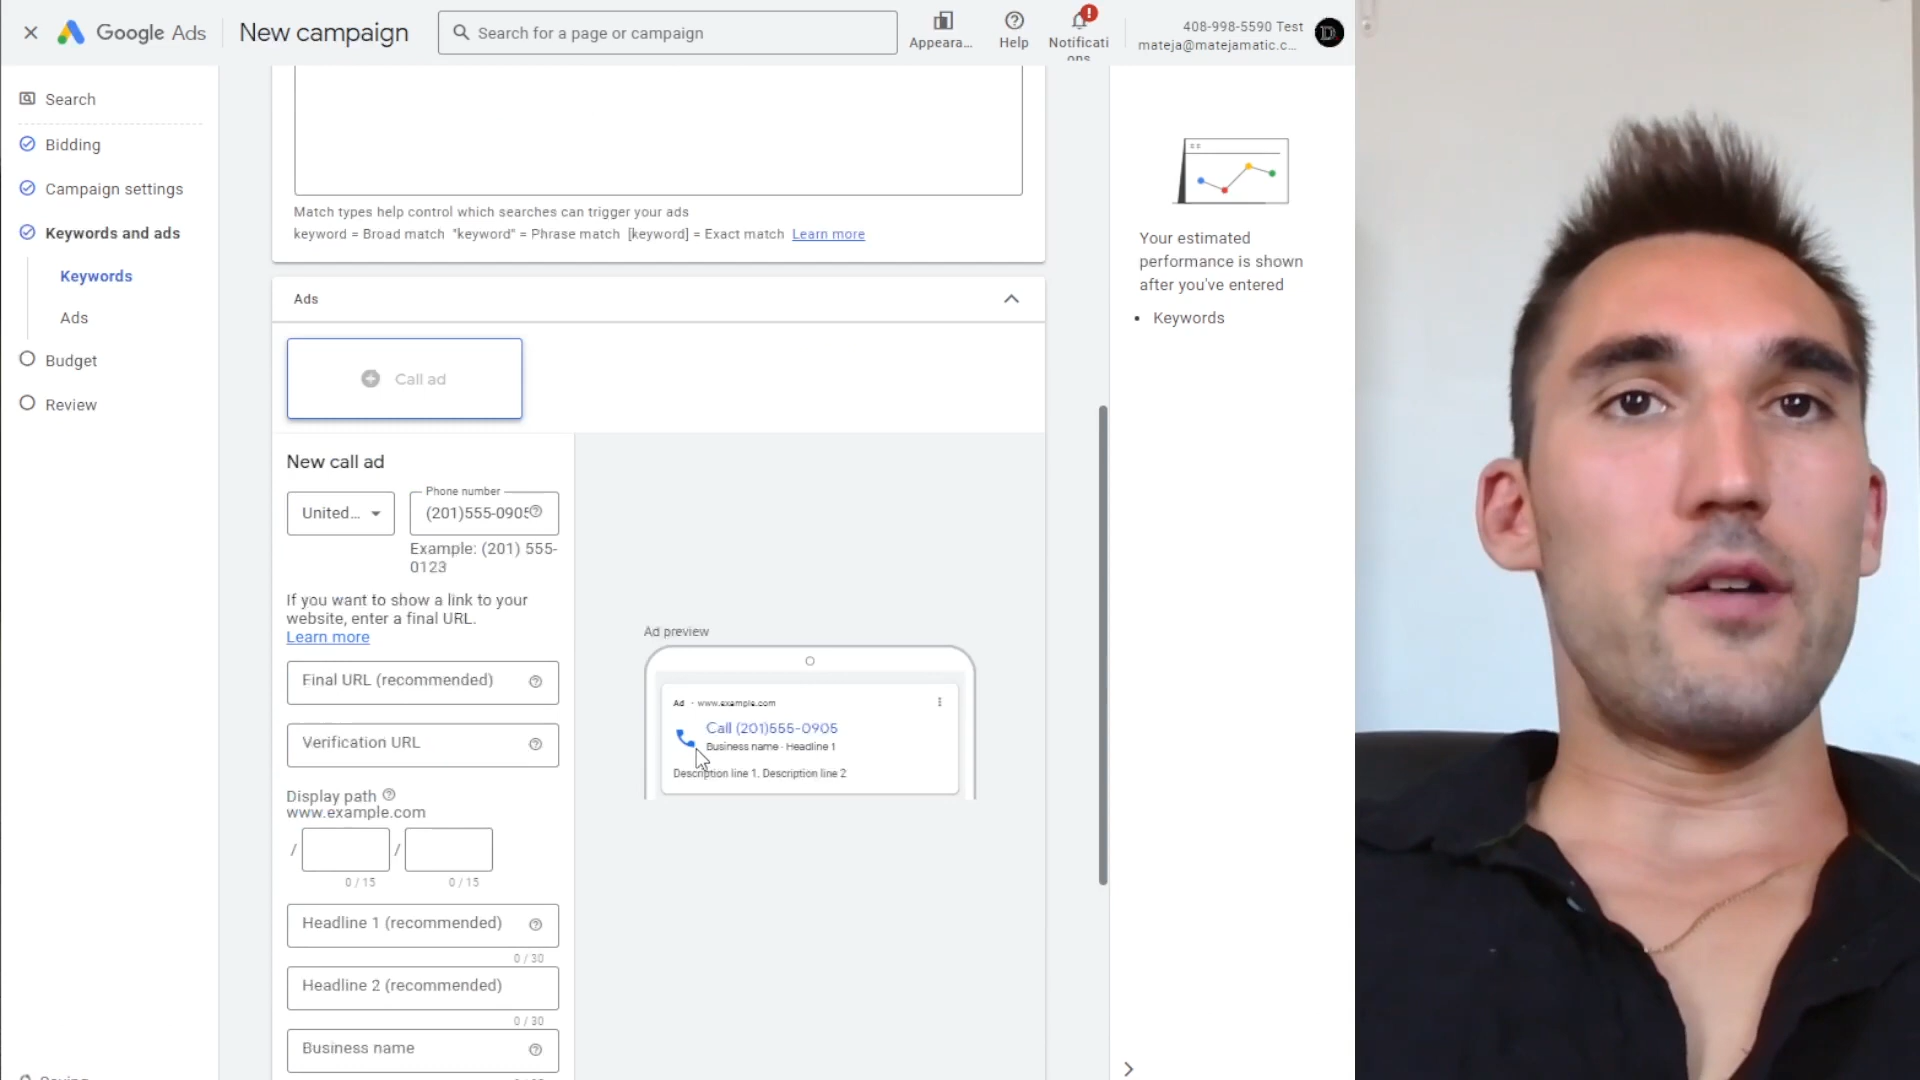 Google Ads
New campaign
Search for a page or campaign
Appeara...
Help
Notificati
ons
408-998-5590 Test
mateja@matejamatic.c...
Search
Bidding
Campaign settings
Keywords and ads
Keywords
Ads
Budget
Review
Match types help control which searches can trigger your ads
keyword = Broad match "keyword" = Phrase match [keyword] = Exact match Learn more
Ads
Call ad
New call ad
United...
Phone number
(201)555-0905
Example: (201) 555-
0123
If you want to show a link to your
website, enter a final URL.
Learn more
Final URL (recommended)
Verification URL
Display path
www.example.com
/ /
0 / 15 0 / 15
Headline 1 (recommended)
0 / 30
Headline 2 (recommended)
0 / 30
Business name
Ad preview
Ad · www.example.com
Call (201)555-0905
Business name · Headline 1
Description line 1. Description line 2
Your estimated
performance is shown
after you've entered
• Keywords